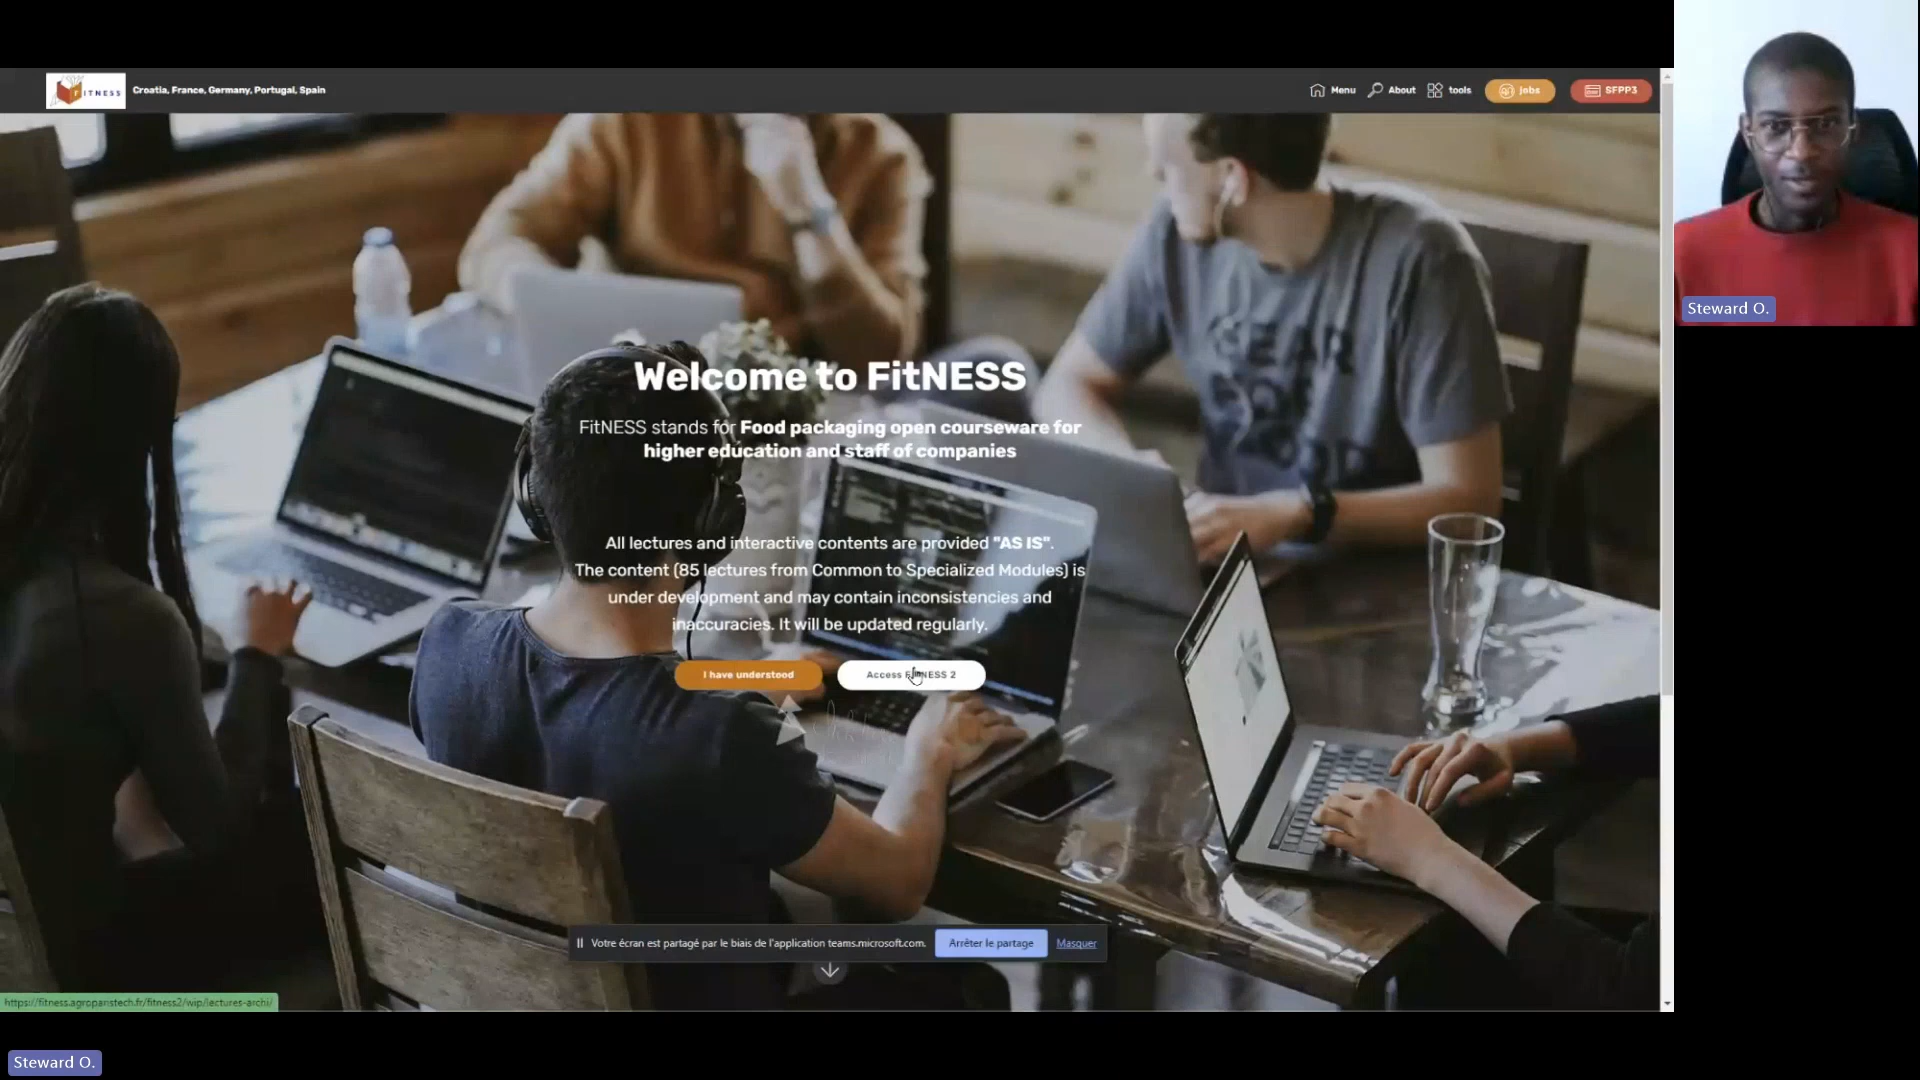 FITNESS
Croatia, France, Germany, Portugal, Spain
Menu
About
tools
Jobs
SFPP3
Steward O.
Welcome to FitNESS
FitNESS stands for Food packaging open courseware for
higher education and staff of companies
All lectures and interactive contents are provided "AS IS".
The content (85 lectures from Common to Specialized Modules) is
under development and may contain inconsistencies and
inaccuracies. It will be updated regularly.
I have understood
Access FitNESS 2
Votre écran est partagé par le biais de l'application teams.microsoft.com.
Arrêter le partage
Masquer
https://fitness.agroparistech.fr/fitness2/wip/lectures-archi/
Steward O.